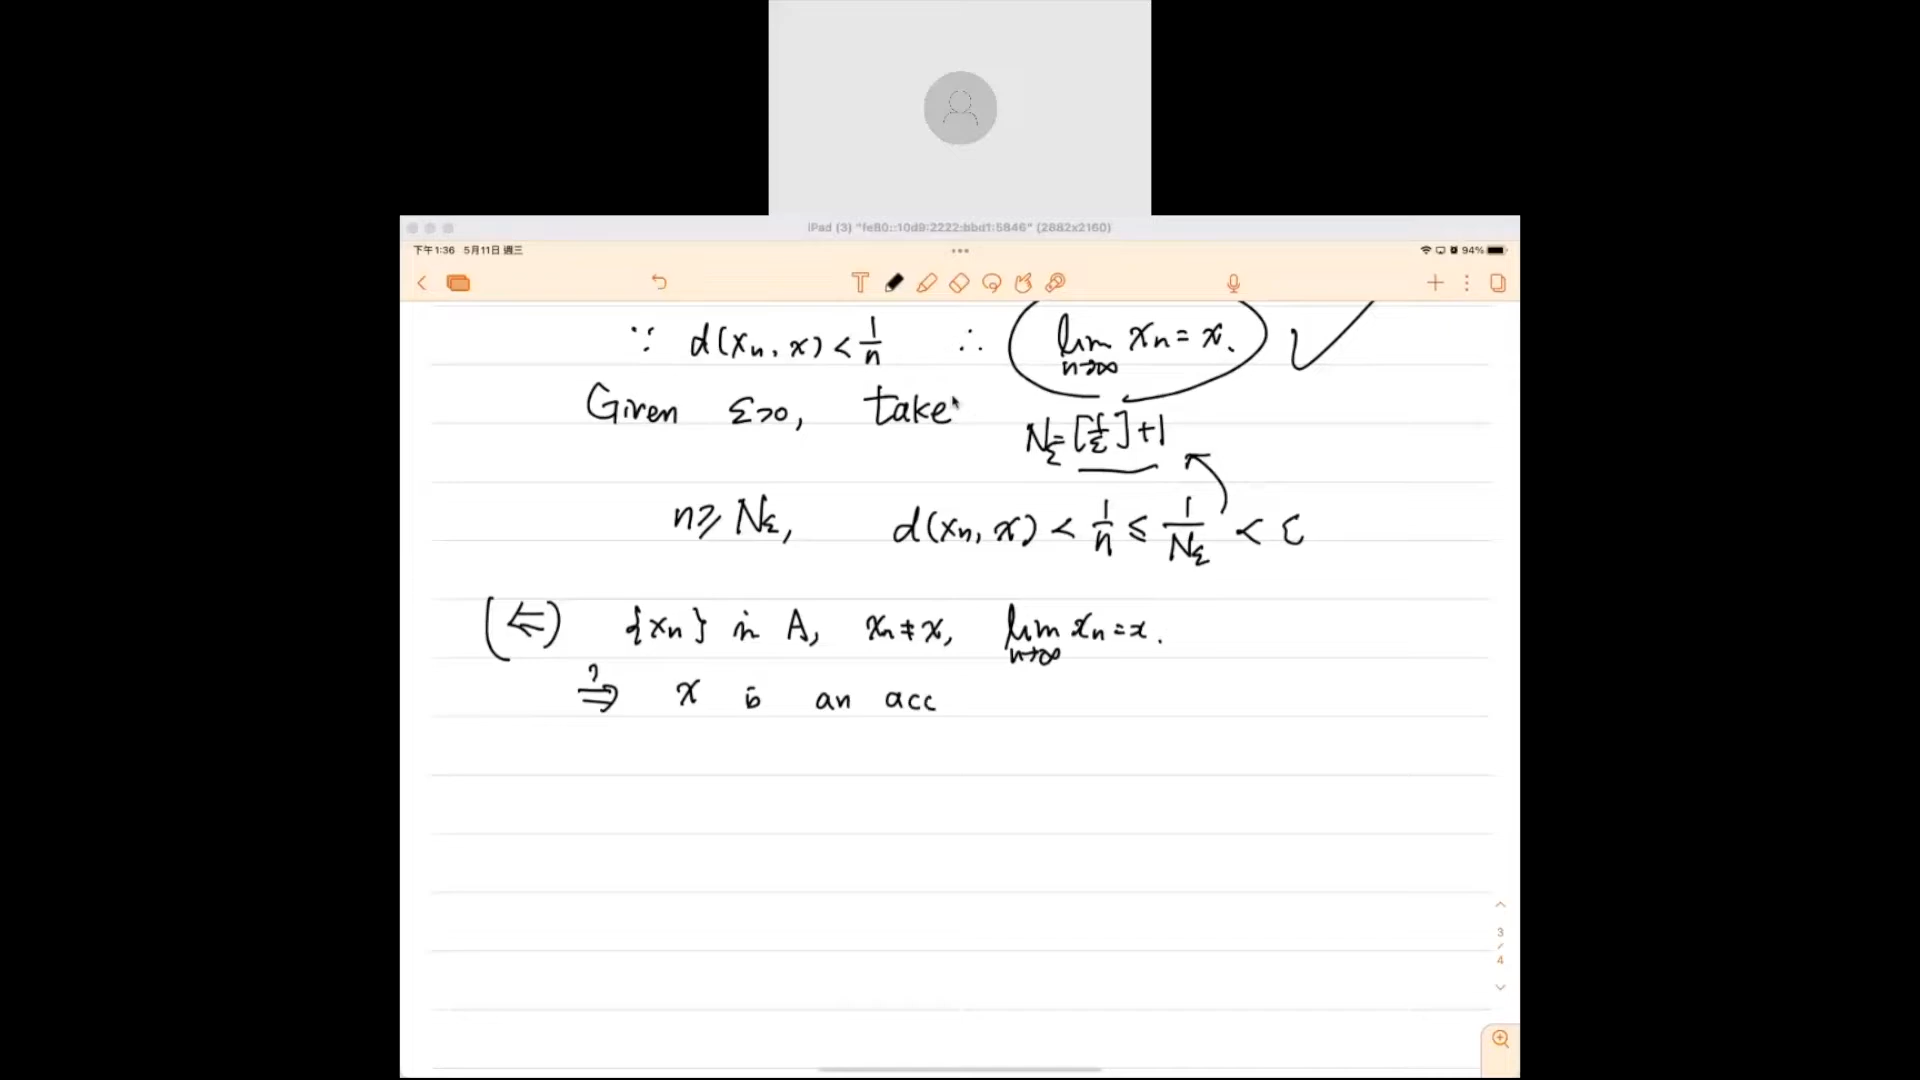 iPad (3) "fe80::10d9:2222:bbd1:5846" (2882x2160)
下午1:36 5月11日 週三
94%
∵ d(xn, x) < 1/n ∴ lim n→∞ xn = x.
Given ε>0, take
Nε = [1/ε] + 1
n ≥ Nε, d(xn, x) < 1/n ≤ 1/Nε < ε
(⇐) {xn} in A, xn ≠ x, lim n→∞ xn = x.
?⇒ x is an acc
3
/
4